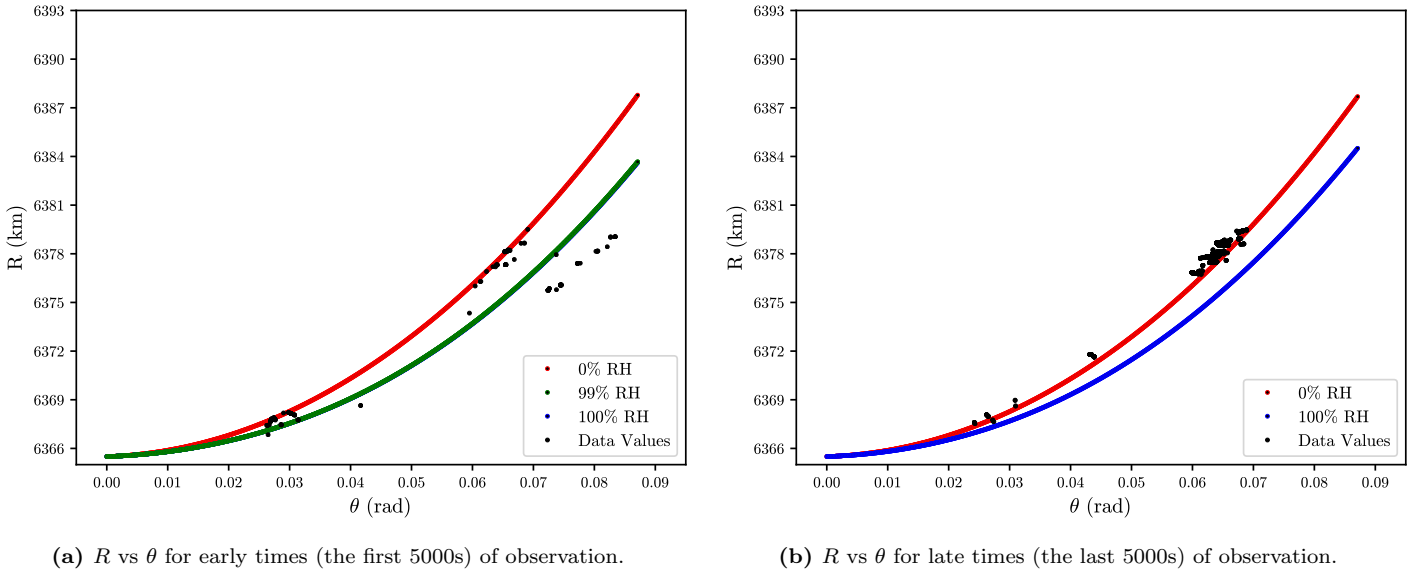 6393
6390
6387
6384
6381
6378
6375
6372
6369
6366
R (km)
0.00 0.01 0.02 0.03 0.04 0.05 0.06 0.07 0.08 0.09
θ (rad)
0% RH
99% RH
100% RH
Data Values
(a) R vs θ for early times (the first 5000s) of observation.
6393
6390
6387
6384
6381
6378
6375
6372
6369
6366
R (km)
0.00 0.01 0.02 0.03 0.04 0.05 0.06 0.07 0.08 0.09
θ (rad)
0% RH
100% RH
Data Values
(b) R vs θ for late times (the last 5000s) of observation.